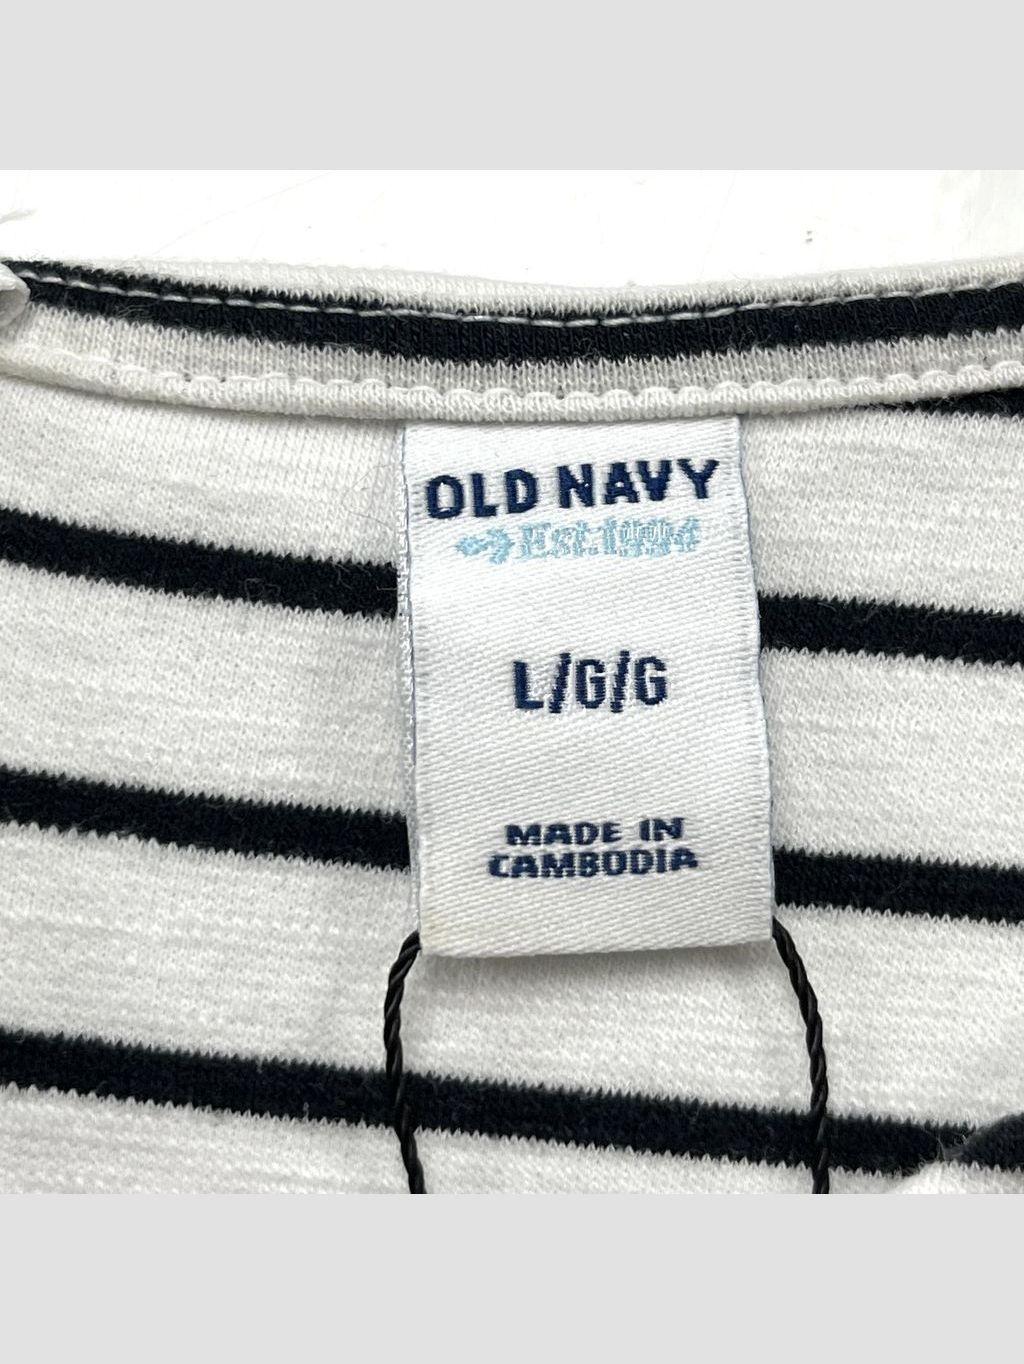 OLD NAVY
Est. 1994
L/G/G
MADE IN
CAMBODIA